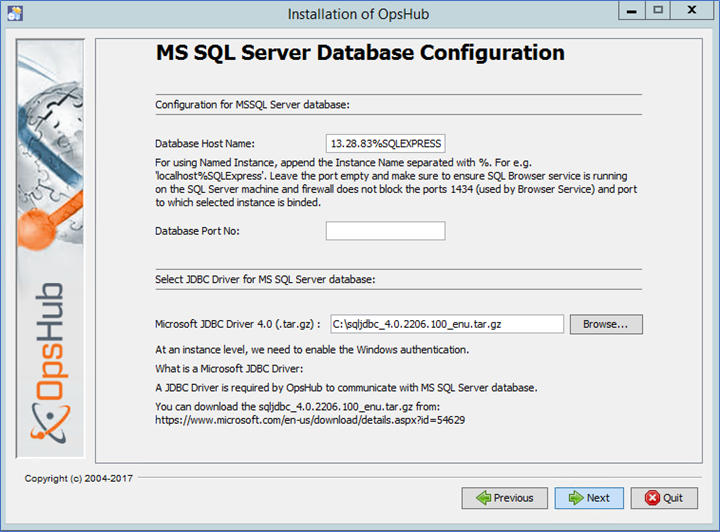 Installation of OpsHub
MS SQL Server Database Configuration
Configuration for MSSQL Server database:
Database Host Name: 13.28.83%SQLEXPRESS
For using Named Instance, append the Instance Name separated with %. For e.g.
'localhost%SQLExpress'. Leave the port empty and make sure to ensure SQL Browser service is running
on the SQL Server machine and firewall does not block the ports 1434 (used by Browser Service) and port
to which selected instance is binded.
Database Port No:
Select JDBC Driver for MS SQL Server database:
Microsoft JDBC Driver 4.0 (.tar.gz) : C:\sqljdbc_4.0.2206.100_enu.tar.gz Browse...
At an instance level, we need to enable the Windows authentication.
What is a Microsoft JDBC Driver:
A JDBC Driver is required by OpsHub to communicate with MS SQL Server database.
You can download the sqljdbc_4.0.2206.100_enu.tar.gz from:
https://www.microsoft.com/en-us/download/details.aspx?id=54629
OpsHub
Copyright (c) 2004-2017
Previous Next Quit